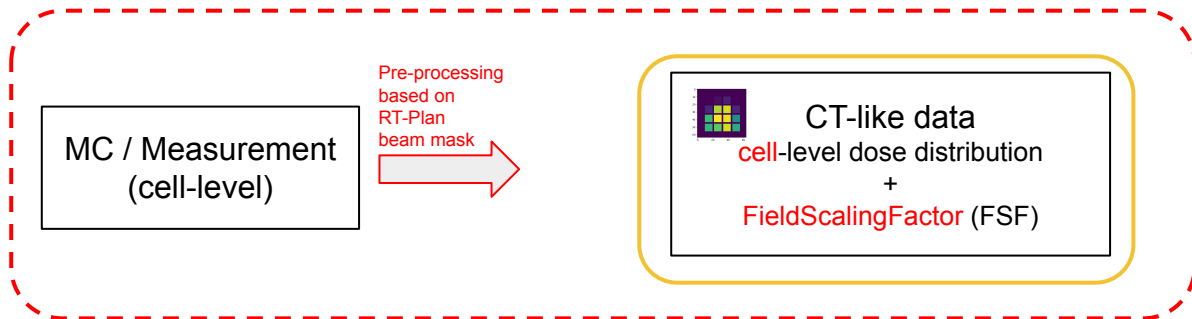 MC / Measurement
(cell-level)
Pre-processing
based on
RT-Plan
beam mask
CT-like data
cell-level dose distribution
+
FieldScalingFactor (FSF)